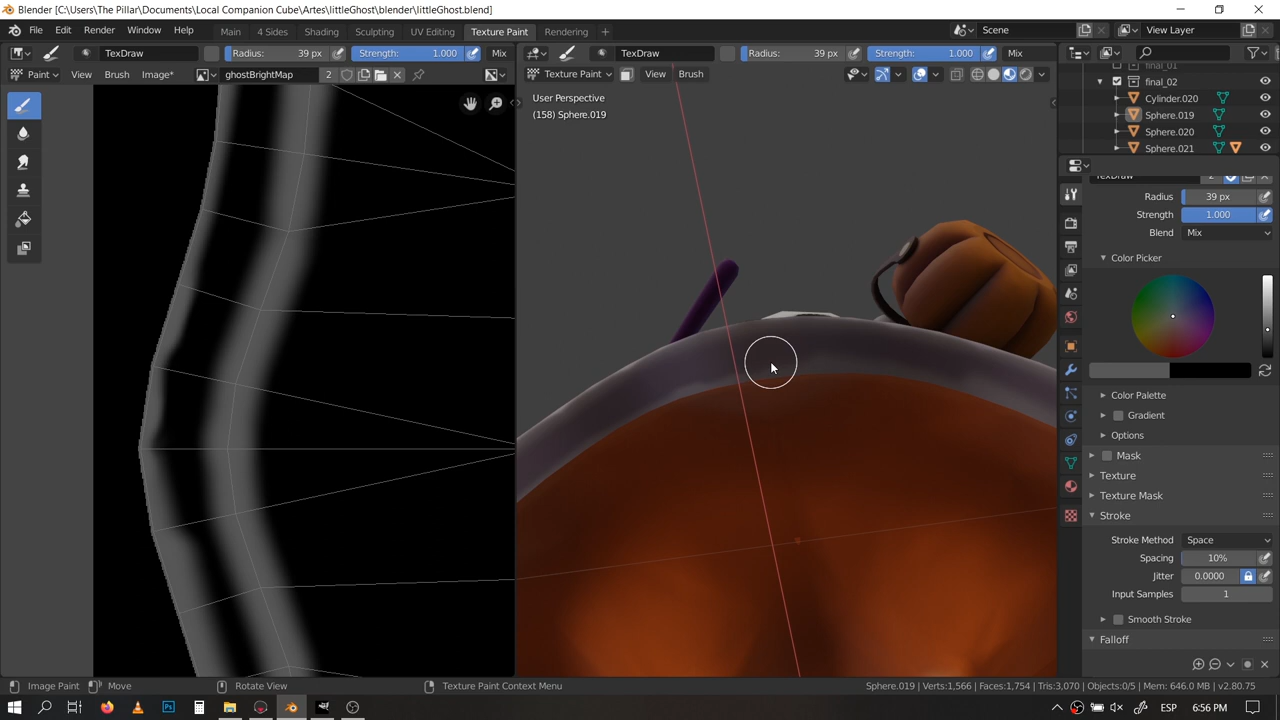 Blender [C:\Users\The Pillar\Documents\Local Companion Cube\Artes\littleGhost\blender\littleGhost.blend]
File Edit Render Window Help Main 4 Sides Shading Sculpting UV Editing Texture Paint Rendering + Scene View Layer
TexDraw Radius: 39 px Strength: 1.000 Mix
TexDraw Radius: 39 px Strength: 1.000 Mix
Paint View Brush Image* ghostBrightMap 2
Texture Paint View Brush
User Perspective
(158) Sphere.019
final_01
final_02
Cylinder.020
Sphere.019
Sphere.020
Sphere.021
TexDraw 2
Radius 39 px
Strength 1.000
Blend Mix
Color Picker
Color Palette
Gradient
Options
Mask
Texture
Texture Mask
Stroke
Stroke Method Space
Spacing 10%
Jitter 0.0000
Input Samples 1
Smooth Stroke
Falloff
Image Paint Move Rotate View Texture Paint Context Menu Sphere.019 | Verts:1,566 | Faces:1,754 | Tris:3,070 | Objects:0/5 | Mem: 646.0 MB | v2.80.75
ESP 6:56 PM